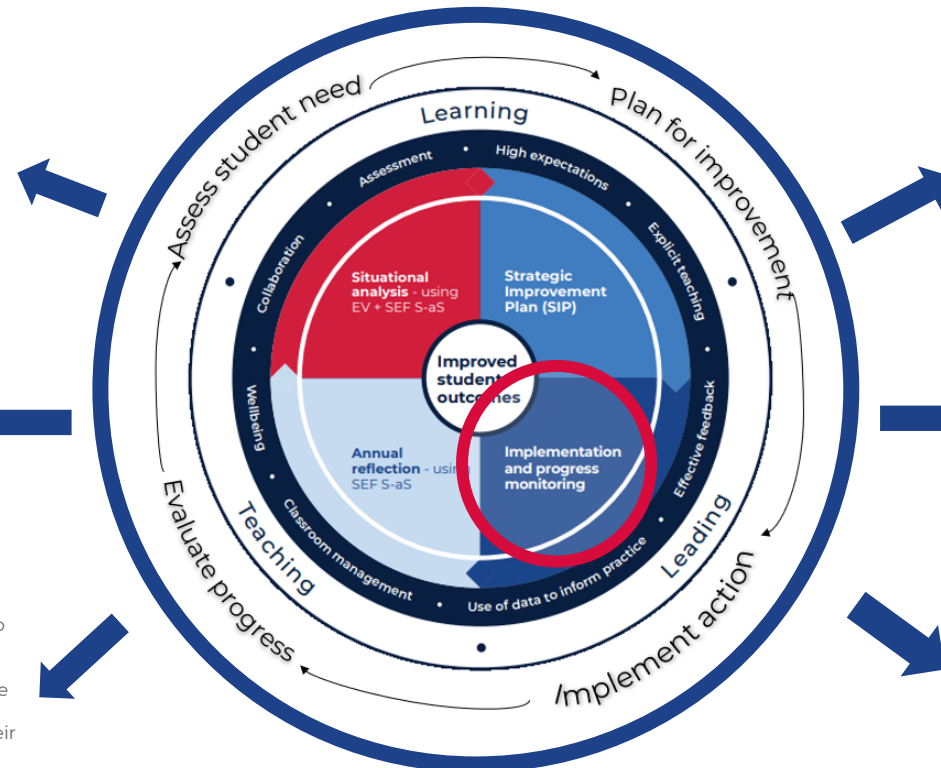 Assess student need
Plan for improvement
Implement action
Evaluate progress
Learning
Leading
Teaching
Assessment
High expectations
Explicit teaching
Effective feedback
Use of data to inform practice
Classroom management
Wellbeing
Collaboration
Situational
analysis - using
EV + SEF S-aS
Strategic
Improvement
Plan (SIP)
Improved
student
outcomes
Annual
reflection - using
SEF S-aS
Implementation
and progress
monitoring